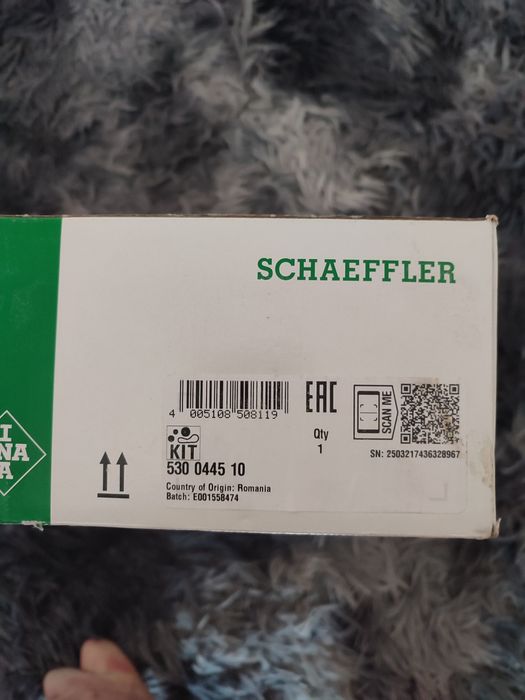 SCHAEFFLER
I
NA
A
4 005108 508119
EAC
SCAN ME
Qty
1
KIT
SN: 2503217436328967
530 0445 10
Country of Origin: Romania
Batch: E001558474